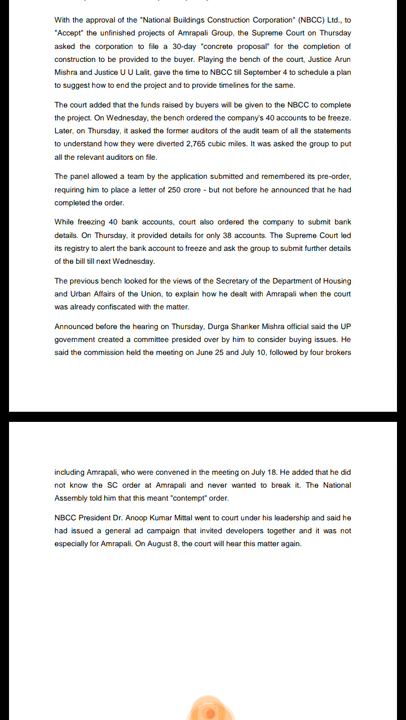 With the approval of the "National Buildings Construction Corporation" (NBCC) Ltd., to
"Accept" the unfinished projects of Amrapali Group, the Supreme Court on Thursday
asked the corporation to file a 30-day "concrete proposal" for the completion of
construction to be provided to the buyer. Playing the bench of the court, Justice Arun
Mishra and Justice U U Lalit, gave the time to NBCC till September 4 to schedule a plan
to suggest how to end the project and to provide timelines for the same.
The court added that the funds raised by buyers will be given to the NBCC to complete
the project. On Wednesday, the bench ordered the company's 40 accounts to be freeze.
Later, on Thursday, it asked the former auditors of the audit team of all the statements
to understand how they were diverted 2,765 cubic miles. It was asked the group to put
all the relevant auditors on file.
The panel allowed a team by the application submitted and remembered its pre-order,
requiring him to place a letter of 250 crore - but not before he announced that he had
completed the order.
While freezing 40 bank accounts, court also ordered the company to submit bank
details. On Thursday, it provided details for only 38 accounts. The Supreme Court led
its registry to alert the bank account to freeze and ask the group to submit further details
of the bill till next Wednesday.
The previous bench looked for the views of the Secretary of the Department of Housing
and Urban Affairs of the Union, to explain how he dealt with Amrapali when the court
was already confiscated with the matter.
Announced before the hearing on Thursday, Durga Shanker Mishra official said the UP
government created a committee presided over by him to consider buying issues. He
said the commission held the meeting on June 25 and July 10, followed by four brokers
including Amrapali, who were convened in the meeting on July 18. He added that he did
not know the SC order at Amrapali and never wanted to break it. The National
Assembly told him that this meant "contempt" order.
NBCC President Dr. Anoop Kumar Mittal went to court under his leadership and said he
had issued a general ad campaign that invited developers together and it was not
especially for Amrapali. On August 8, the court will hear this matter again.